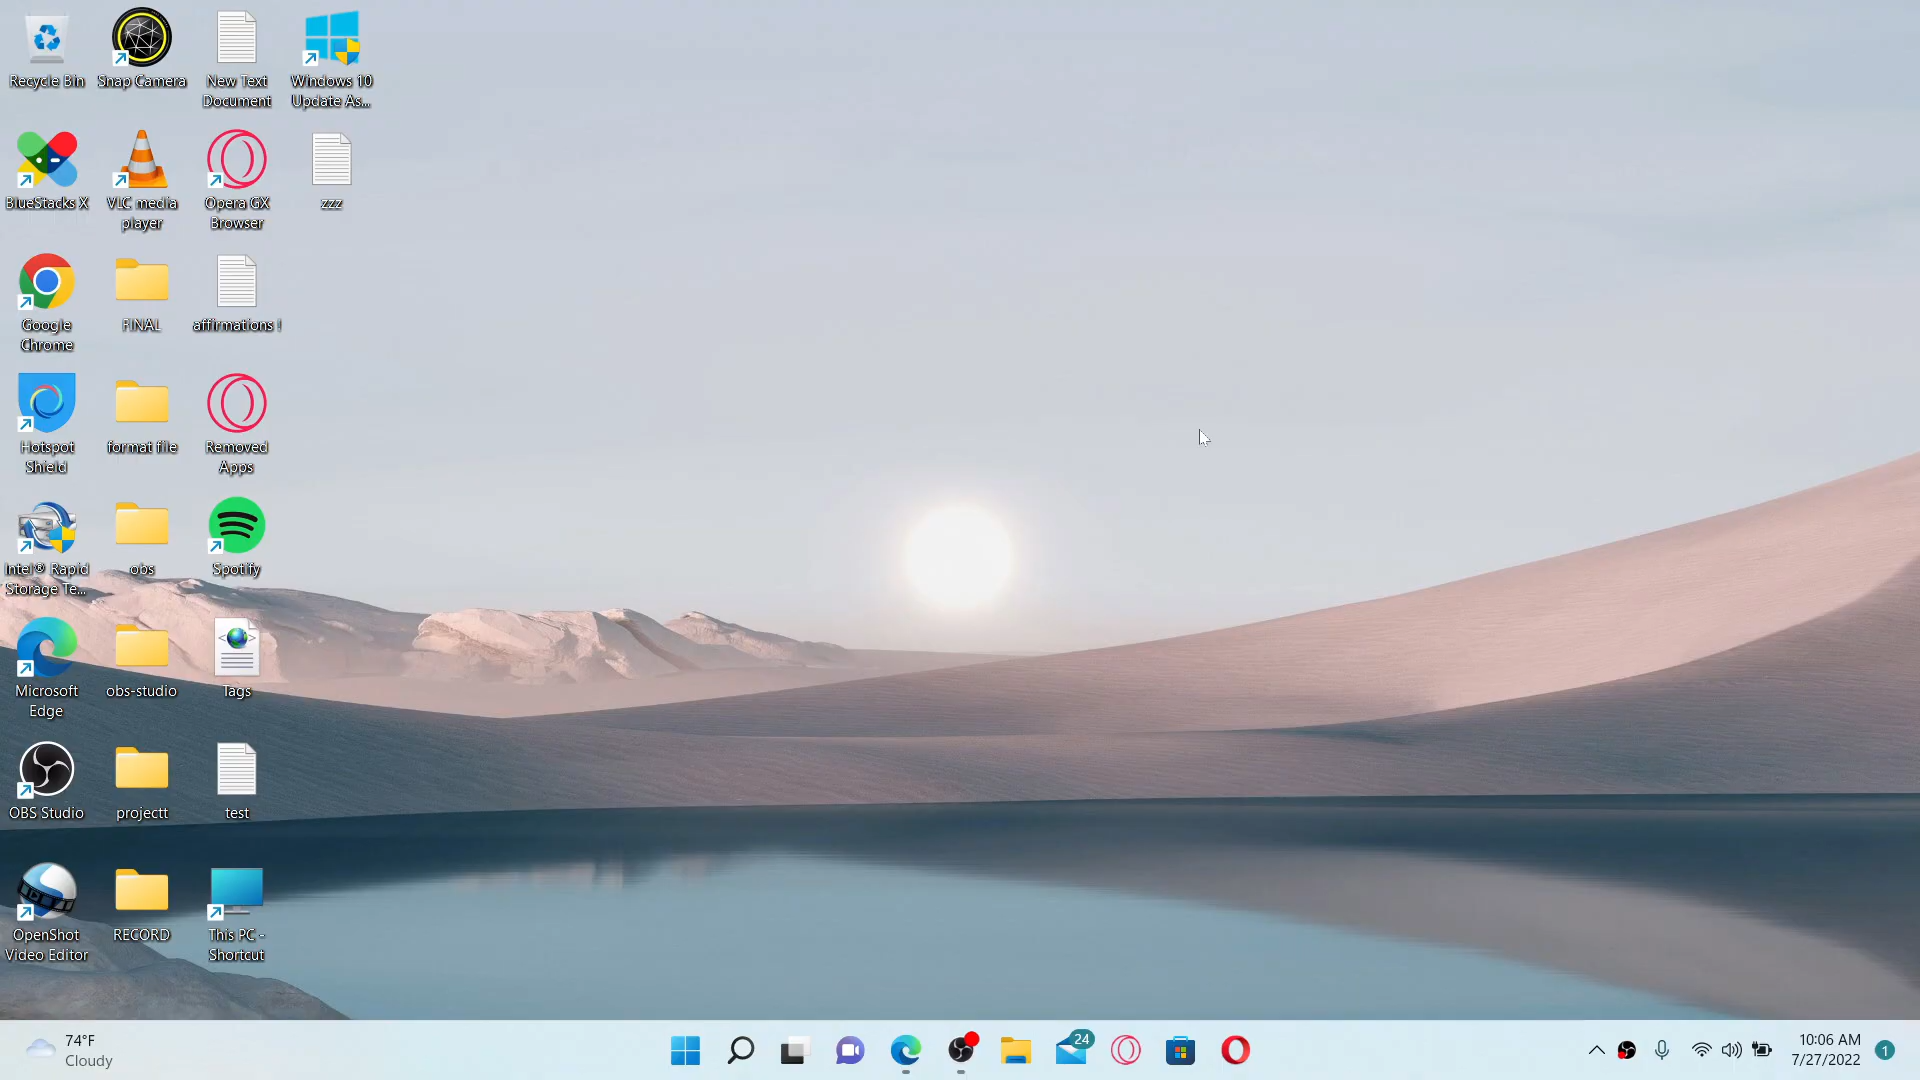 Recycle Bin
Snap Camera
New Text
Document
Windows 10
Update As...
BlueStacks X
VLC media
player
Opera GX
Browser
zzz
Google
Chrome
FINAL
affirmations !
Hotspot
Shield
format file
Removed
Apps
Intel® Rapid
Storage Te...
obs
Spotify
Microsoft
Edge
obs-studio
Tags
OBS Studio
projectt
test
OpenShot
Video Editor
RECORD
This PC -
Shortcut
74°F
Cloudy
24
10:06 AM
7/27/2022
1